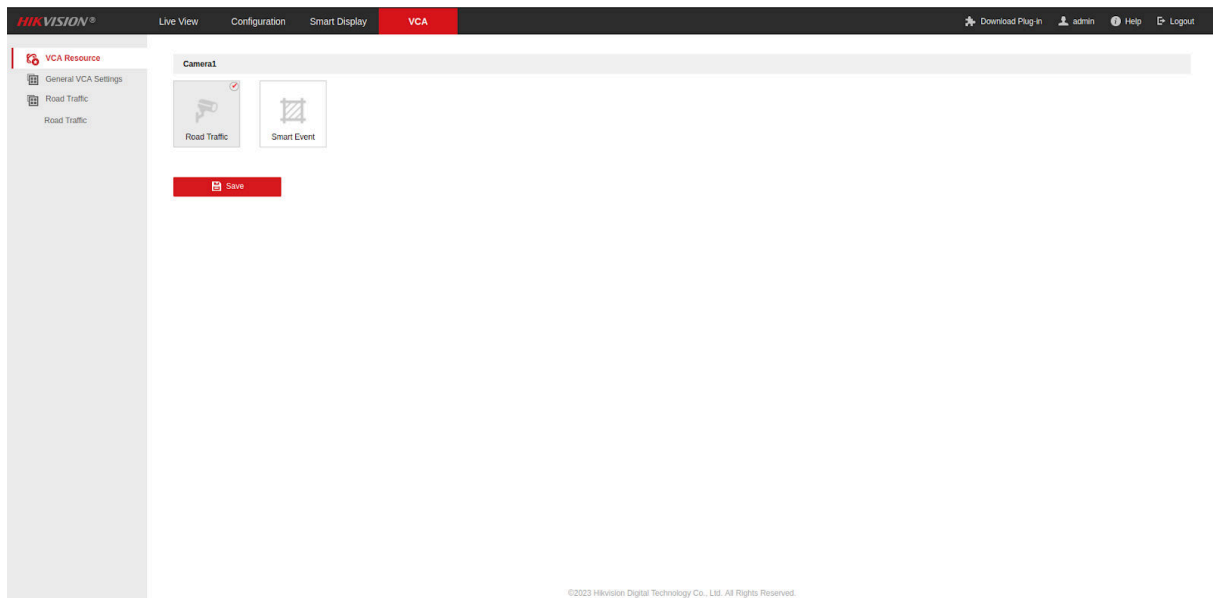 HIKVISION®
Live View Configuration Smart Display VCA
Download Plug-in admin Help Logout
VCA Resource
General VCA Settings
Road Traffic
Road Traffic
Camera1
Road Traffic Smart Event
Save
©2023 Hikvision Digital Technology Co., Ltd. All Rights Reserved.